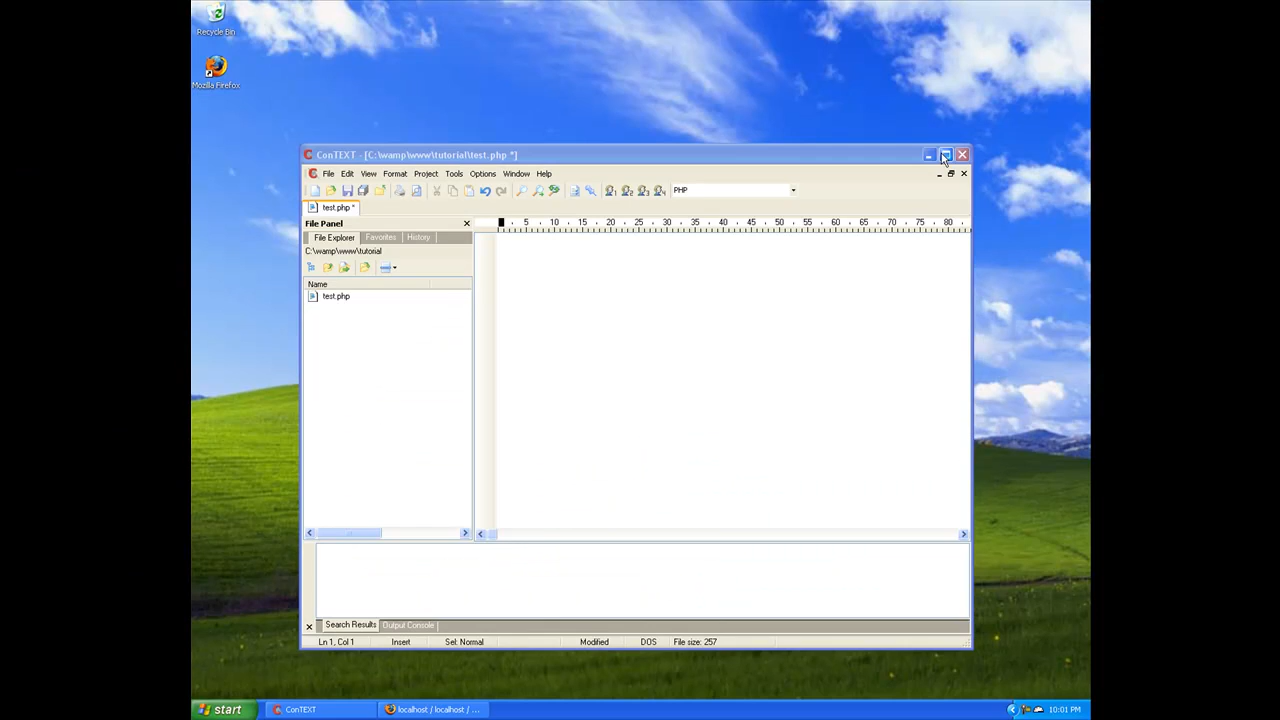 Recycle Bin
Mozilla Firefox
ConTEXT - [C:\wamp\www\tutorial\test.php *]
File Edit View Format Project Tools Options Window Help
PHP
test.php *
File Panel
0 5 10 15 20 25 30 35 40 45 50 55 60 65 70 75 80
File Explorer Favorites History
C:\wamp\www\tutorial
Name
test.php
Search Results Output Console
Ln 1, Col 1 Insert Sel: Normal Modified DOS File size: 257
start ConTEXT localhost / localhost / ... 10:01 PM